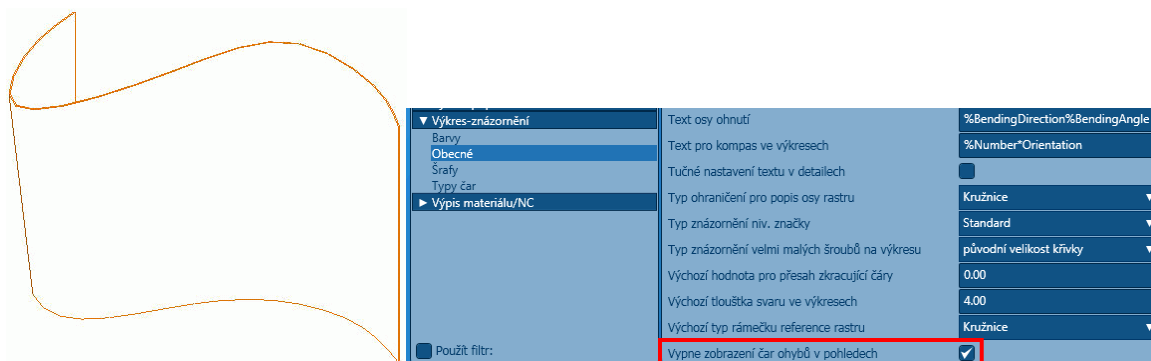 ▼ Výkres-znázornění
Barvy
Obecné
Šrafy
Typy čar
► Výpis materiálu/NC
Použít filtr:
Text osy ohnutí %BendingDirection%BendingAngle
Text pro kompas ve výkresech %Number*Orientation
Tučné nastavení textu v detailech
Typ ohraničení pro popis osy rastru Kružnice
Typ znázornění niv. značky Standard
Typ znázornění velmi malých šroubů na výkresu původní velikost křivky
Výchozí hodnota pro přesah zkracující čáry 0.00
Výchozí tlouštka svaru ve výkresech 4.00
Výchozí typ rámečku reference rastru Kružnice
Vypne zobrazení čar ohybů v pohledech